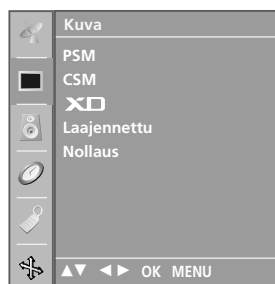 Kuva
PSM
CSM
XD
Laajennettu
Nollaus
▲▼ ◄► OK MENU